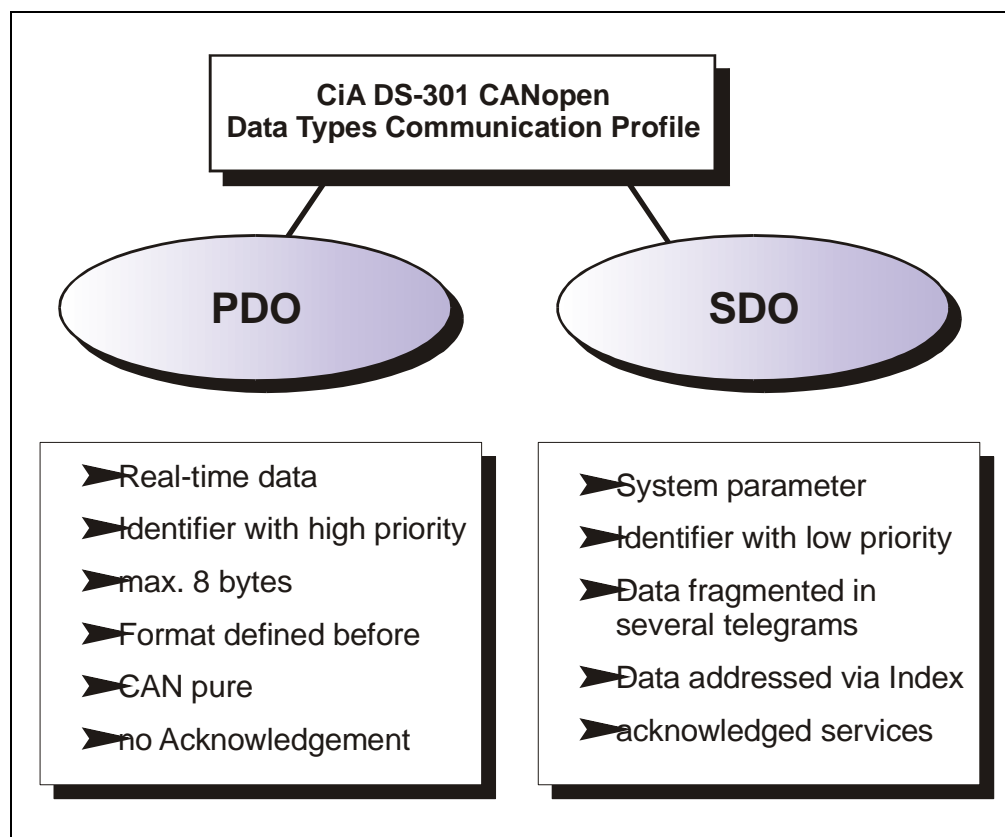 CiA DS-301 CANopen
Data Types Communication Profile
PDO
SDO
Real-time data
Identifier with high priority
max. 8 bytes
Format defined before
CAN pure
no Acknowledgement
System parameter
Identifier with low priority
Data fragmented in
several telegrams
Data addressed via Index
acknowledged services